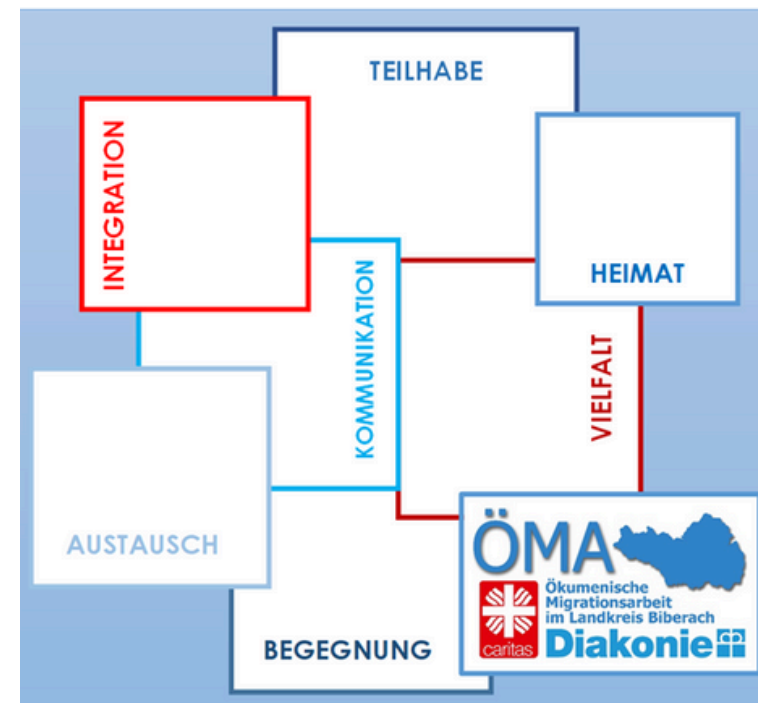 TEILHABE
INTEGRATION
HEIMAT
KOMMUNIKATION
VIELFALT
AUSTAUSCH
BEGEGNUNG
ÖMA
Ökumenische
Migrationsarbeit
im Landkreis Biberach
caritas
Diakonie